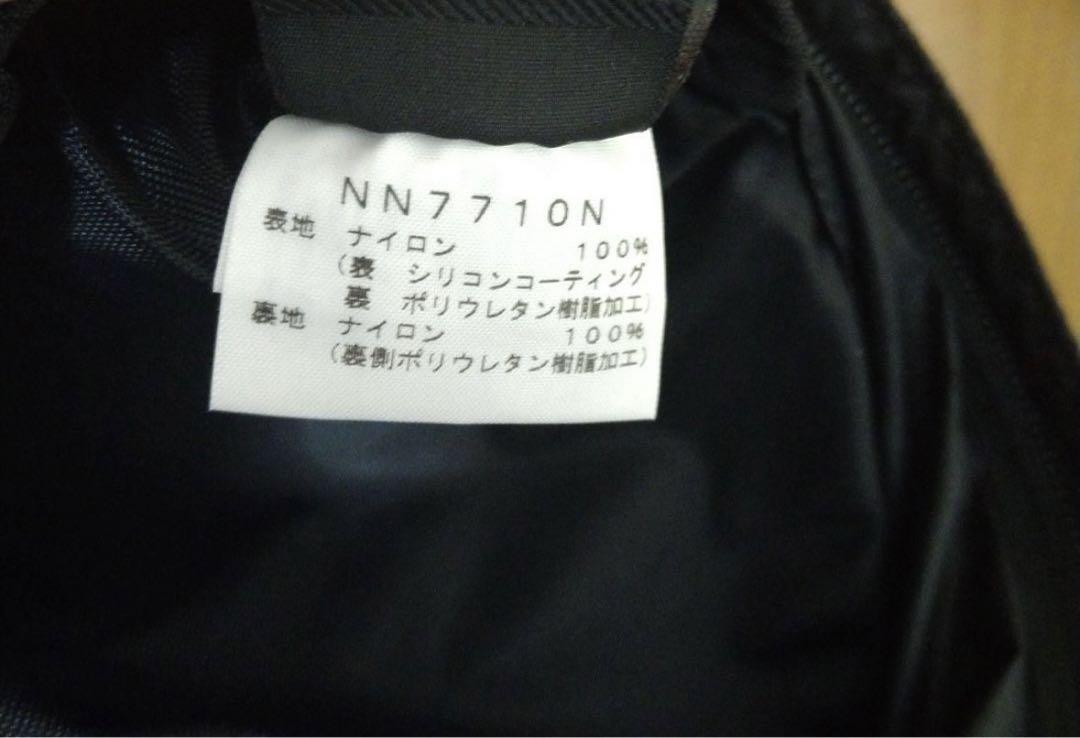 NN7710N
表地 ナイロン 100%
(表 シリコンコーティング
裏 ポリウレタン樹脂加工)
裏地 ナイロン 100%
(裏側ポリウレタン樹脂加工)